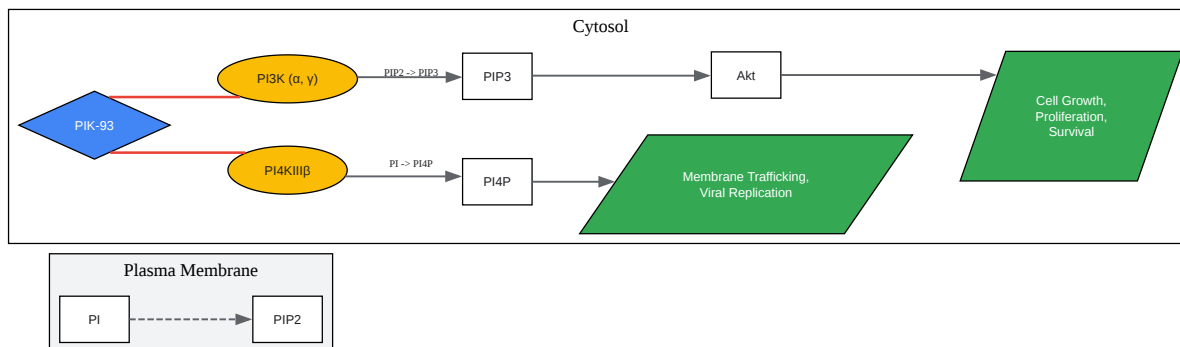 Cytosol
PI3K (α, γ)
PIP2 -> PIP3
PIP3
Akt
Cell Growth,
Proliferation,
Survival
PIK-93
PI4KIIIβ
PI -> PI4P
PI4P
Membrane Trafficking,
Viral Replication
Plasma Membrane
PI
PIP2